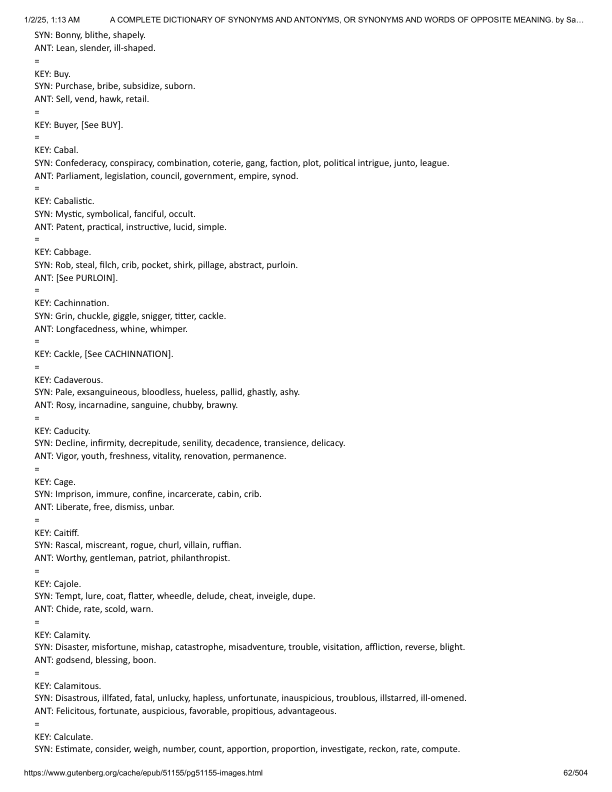 1/2/25, 1:13 AM A COMPLETE DICTIONARY OF SYNONYMS AND ANTONYMS, OR SYNONYMS AND WORDS OF OPPOSITE MEANING. by Sa…
SYN: Bonny, blithe, shapely.
ANT: Lean, slender, ill-shaped.
=
KEY: Buy.
SYN: Purchase, bribe, subsidize, suborn.
ANT: Sell, vend, hawk, retail.
=
KEY: Buyer, [See BUY].
=
KEY: Cabal.
SYN: Confederacy, conspiracy, combination, coterie, gang, faction, plot, political intrigue, junto, league.
ANT: Parliament, legislation, council, government, empire, synod.
=
KEY: Cabalistic.
SYN: Mystic, symbolical, fanciful, occult.
ANT: Patent, practical, instructive, lucid, simple.
=
KEY: Cabbage.
SYN: Rob, steal, filch, crib, pocket, shirk, pillage, abstract, purloin.
ANT: [See PURLOIN].
=
KEY: Cachinnation.
SYN: Grin, chuckle, giggle, snigger, titter, cackle.
ANT: Longfacedness, whine, whimper.
=
KEY: Cackle, [See CACHINNATION].
=
KEY: Cadaverous.
SYN: Pale, exsanguineous, bloodless, hueless, pallid, ghastly, ashy.
ANT: Rosy, incarnadine, sanguine, chubby, brawny.
=
KEY: Caducity.
SYN: Decline, infirmity, decrepitude, senility, decadence, transience, delicacy.
ANT: Vigor, youth, freshness, vitality, renovation, permanence.
=
KEY: Cage.
SYN: Imprison, immure, confine, incarcerate, cabin, crib.
ANT: Liberate, free, dismiss, unbar.
=
KEY: Caitiff.
SYN: Rascal, miscreant, rogue, churl, villain, ruffian.
ANT: Worthy, gentleman, patriot, philanthropist.
=
KEY: Cajole.
SYN: Tempt, lure, coat, flatter, wheedle, delude, cheat, inveigle, dupe.
ANT: Chide, rate, scold, warn.
=
KEY: Calamity.
SYN: Disaster, misfortune, mishap, catastrophe, misadventure, trouble, visitation, affliction, reverse, blight.
ANT: godsend, blessing, boon.
=
KEY: Calamitous.
SYN: Disastrous, illfated, fatal, unlucky, hapless, unfortunate, inauspicious, troublous, illstarred, ill-omened.
ANT: Felicitous, fortunate, auspicious, favorable, propitious, advantageous.
=
KEY: Calculate.
SYN: Estimate, consider, weigh, number, count, apportion, proportion, investigate, reckon, rate, compute.
https://www.gutenberg.org/cache/epub/51155/pg51155-images.html 62/504